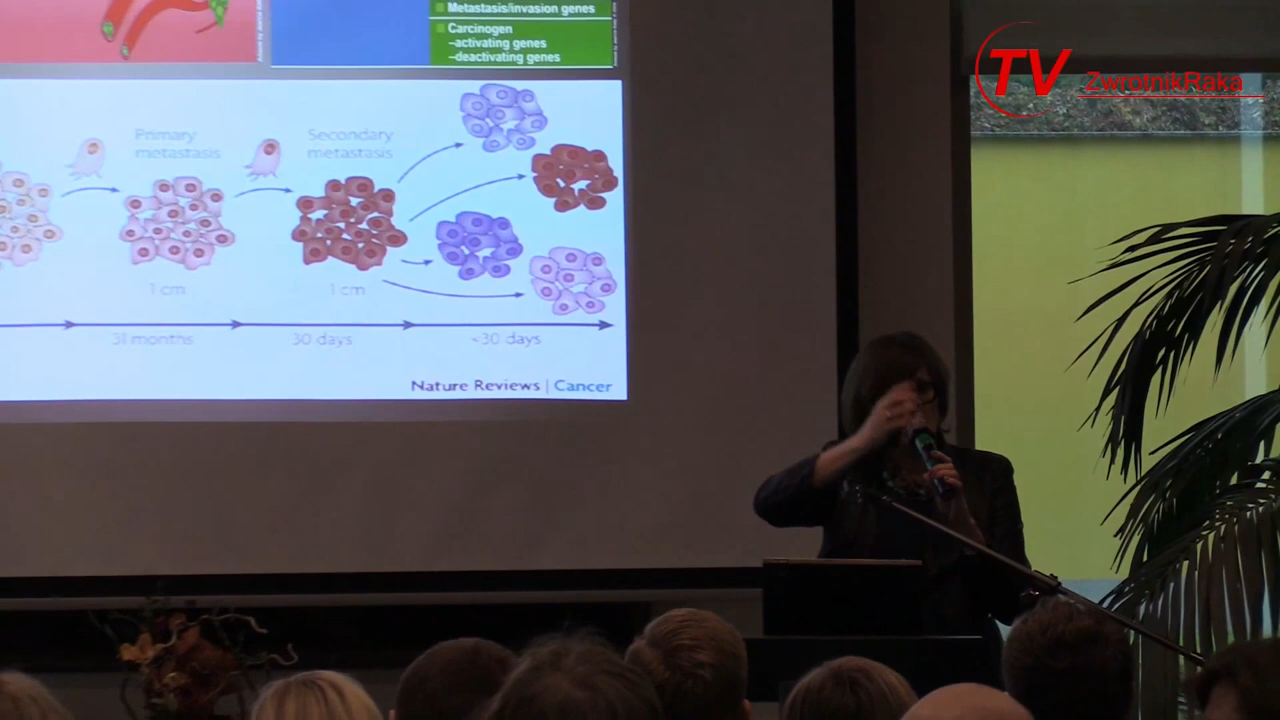 Metastasis/invasion genes
Carcinogen
–activating genes
–deactivating genes
TV ZwrotnikRaka
Primary
metastasis
Secondary
metastasis
1 cm
1 cm
31 months
30 days
<30 days
Nature Reviews | Cancer